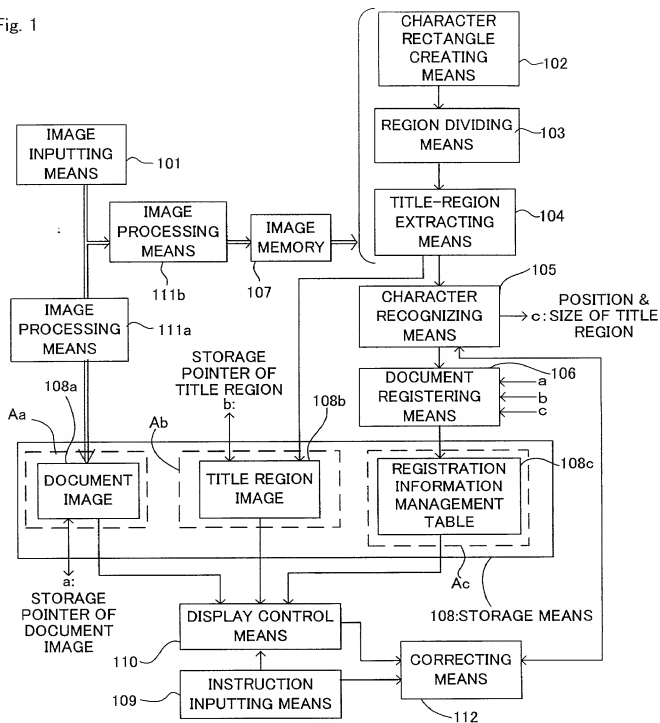 Fig. 1
CHARACTER
RECTANGLE
CREATING
MEANS
102
REGION DIVIDING
MEANS
103
IMAGE
INPUTTING
MEANS
101
TITLE-REGION
EXTRACTING
MEANS
104
IMAGE
PROCESSING
MEANS
111b
IMAGE
MEMORY
107
105
IMAGE
PROCESSING
MEANS
111a
CHARACTER
RECOGNIZING
MEANS
POSITION &
c: SIZE OF TITLE
REGION
STORAGE
POINTER OF
TITLE REGION
b:
106
DOCUMENT
REGISTERING
MEANS
a
b
c
108a
Aa
Ab
108b
108c
DOCUMENT
IMAGE
TITLE REGION
IMAGE
REGISTRATION
INFORMATION
MANAGEMENT
TABLE
Ac
a:
STORAGE
POINTER OF
DOCUMENT
IMAGE
108:STORAGE MEANS
DISPLAY CONTROL
MEANS
110
CORRECTING
MEANS
112
INSTRUCTION
INPUTTING MEANS
109